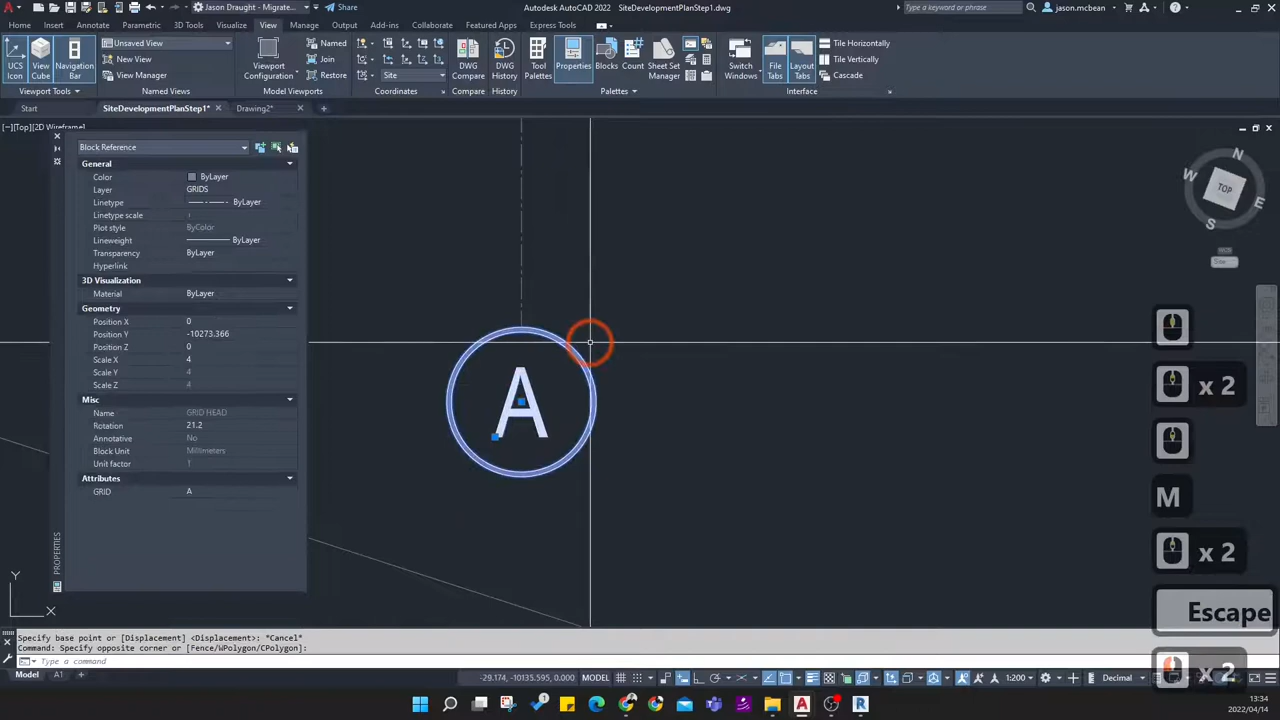 Jason Draught - Migrate...
Share
Autodesk AutoCAD 2022
SiteDevelopmentPlanStep1.dwg
Type a keyword or phrase
jason.mcbean
Home
Insert
Annotate
Parametric
3D Tools
Visualize
View
Manage
Output
Add-ins
Collaborate
Featured Apps
Express Tools
UCS Icon
View Cube
Navigation Bar
Unsaved View
New View
View Manager
Viewport Configuration
Named
Join
Restore
Site
DWG Compare
DWG History
Tool Palettes
Properties
Blocks
Count
Sheet Set Manager
Switch Windows
File Tabs
Layout Tabs
Tile Horizontally
Tile Vertically
Cascade
Viewport Tools
Named Views
Model Viewports
Coordinates
Compare
History
Palettes
Interface
Start
SiteDevelopmentPlanStep1*
Drawing2*
[−][Top][2D Wireframe]
Block Reference
General
Color ByLayer
Layer GRIDS
Linetype ByLayer
Linetype scale 1
Plot style ByColor
Lineweight ByLayer
Transparency ByLayer
Hyperlink
3D Visualization
Material ByLayer
Geometry
Position X 0
Position Y -10273.366
Position Z 0
Scale X 4
Scale Y 4
Scale Z 4
Misc
Name GRID HEAD
Rotation 21.2
Annotative No
Block Unit Millimeters
Unit factor 1
Attributes
GRID A
PROPERTIES
A
N
W
E
S
TOP
x 2
M
x 2
Escape
x 2
Y
X
Specify base point or [Displacement] <Displacement>: *Cancel*
Command: Specify opposite corner or [Fence/WPolygon/CPolygon]:
Type a command
Model
A1
-29.174, -10135.595, 0.000
MODEL
1:200
Decimal
13:34
2022/04/14